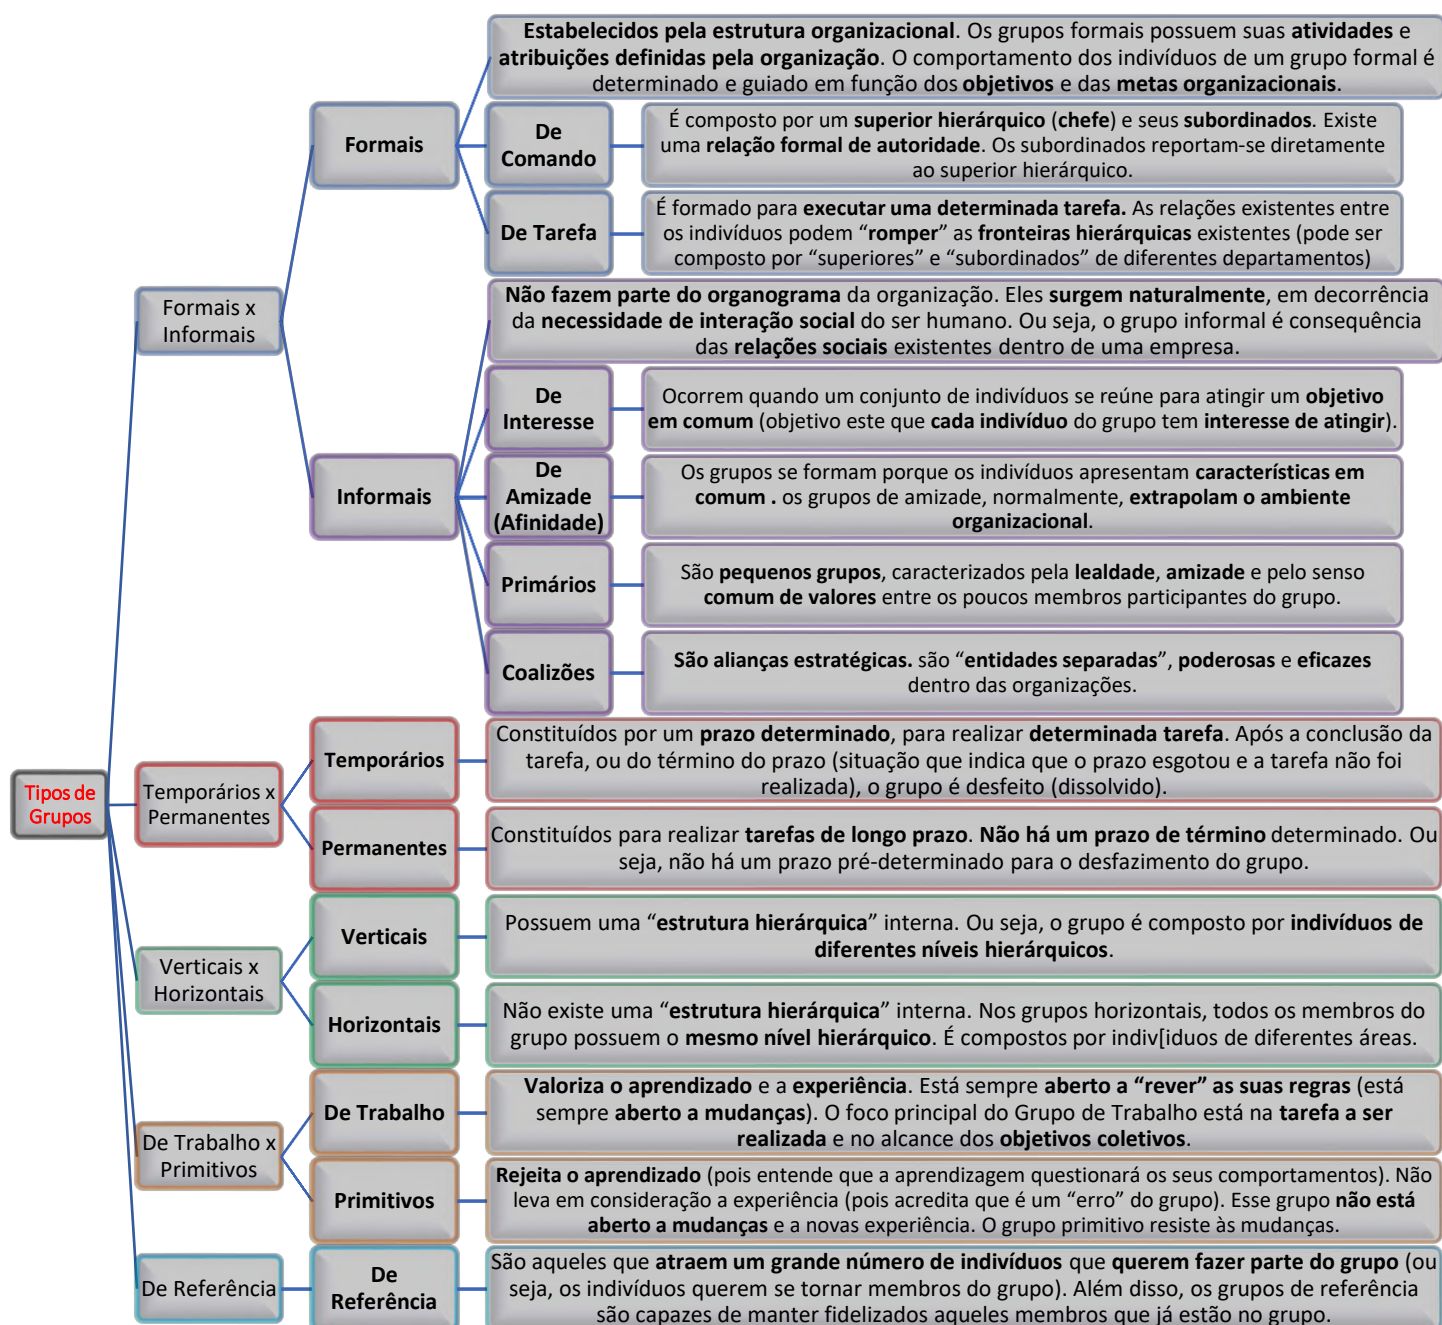 Tipos de
Grupos
Formais x
Informais
Formais
Estabelecidos pela estrutura organizacional. Os grupos formais possuem suas atividades e
atribuições definidas pela organização. O comportamento dos indivíduos de um grupo formal é
determinado e guiado em função dos objetivos e das metas organizacionais.
De
Comando
É composto por um superior hierárquico (chefe) e seus subordinados. Existe
uma relação formal de autoridade. Os subordinados reportam-se diretamente
ao superior hierárquico.
De Tarefa
É formado para executar uma determinada tarefa. As relações existentes entre
os indivíduos podem “romper” as fronteiras hierárquicas existentes (pode ser
composto por “superiores” e “subordinados” de diferentes departamentos)
Informais
Não fazem parte do organograma da organização. Eles surgem naturalmente, em decorrência
da necessidade de interação social do ser humano. Ou seja, o grupo informal é consequência
das relações sociais existentes dentro de uma empresa.
De
Interesse
Ocorrem quando um conjunto de indivíduos se reúne para atingir um objetivo
em comum (objetivo este que cada indivíduo do grupo tem interesse de atingir).
De
Amizade
(Afinidade)
Os grupos se formam porque os indivíduos apresentam características em
comum . os grupos de amizade, normalmente, extrapolam o ambiente
organizacional.
Primários
São pequenos grupos, caracterizados pela lealdade, amizade e pelo senso
comum de valores entre os poucos membros participantes do grupo.
Coalizões
São alianças estratégicas. são “entidades separadas”, poderosas e eficazes
dentro das organizações.
Temporários x
Permanentes
Temporários
Constituídos por um prazo determinado, para realizar determinada tarefa. Após a conclusão da
tarefa, ou do término do prazo (situação que indica que o prazo esgotou e a tarefa não foi
realizada), o grupo é desfeito (dissolvido).
Permanentes
Constituídos para realizar tarefas de longo prazo. Não há um prazo de término determinado. Ou
seja, não há um prazo pré-determinado para o desfazimento do grupo.
Verticais x
Horizontais
Verticais
Possuem uma “estrutura hierárquica” interna. Ou seja, o grupo é composto por indivíduos de
diferentes níveis hierárquicos.
Horizontais
Não existe uma “estrutura hierárquica” interna. Nos grupos horizontais, todos os membros do
grupo possuem o mesmo nível hierárquico. É compostos por indiv[iduos de diferentes áreas.
De Trabalho x
Primitivos
De Trabalho
Valoriza o aprendizado e a experiência. Está sempre aberto a “rever” as suas regras (está
sempre aberto a mudanças). O foco principal do Grupo de Trabalho está na tarefa a ser
realizada e no alcance dos objetivos coletivos.
Primitivos
Rejeita o aprendizado (pois entende que a aprendizagem questionará os seus comportamentos). Não
leva em consideração a experiência (pois acredita que é um “erro” do grupo). Esse grupo não está
aberto a mudanças e a novas experiência. O grupo primitivo resiste às mudanças.
De Referência
De
Referência
São aqueles que atraem um grande número de indivíduos que querem fazer parte do grupo (ou
seja, os indivíduos querem se tornar membros do grupo). Além disso, os grupos de referência
são capazes de manter fidelizados aqueles membros que já estão no grupo.